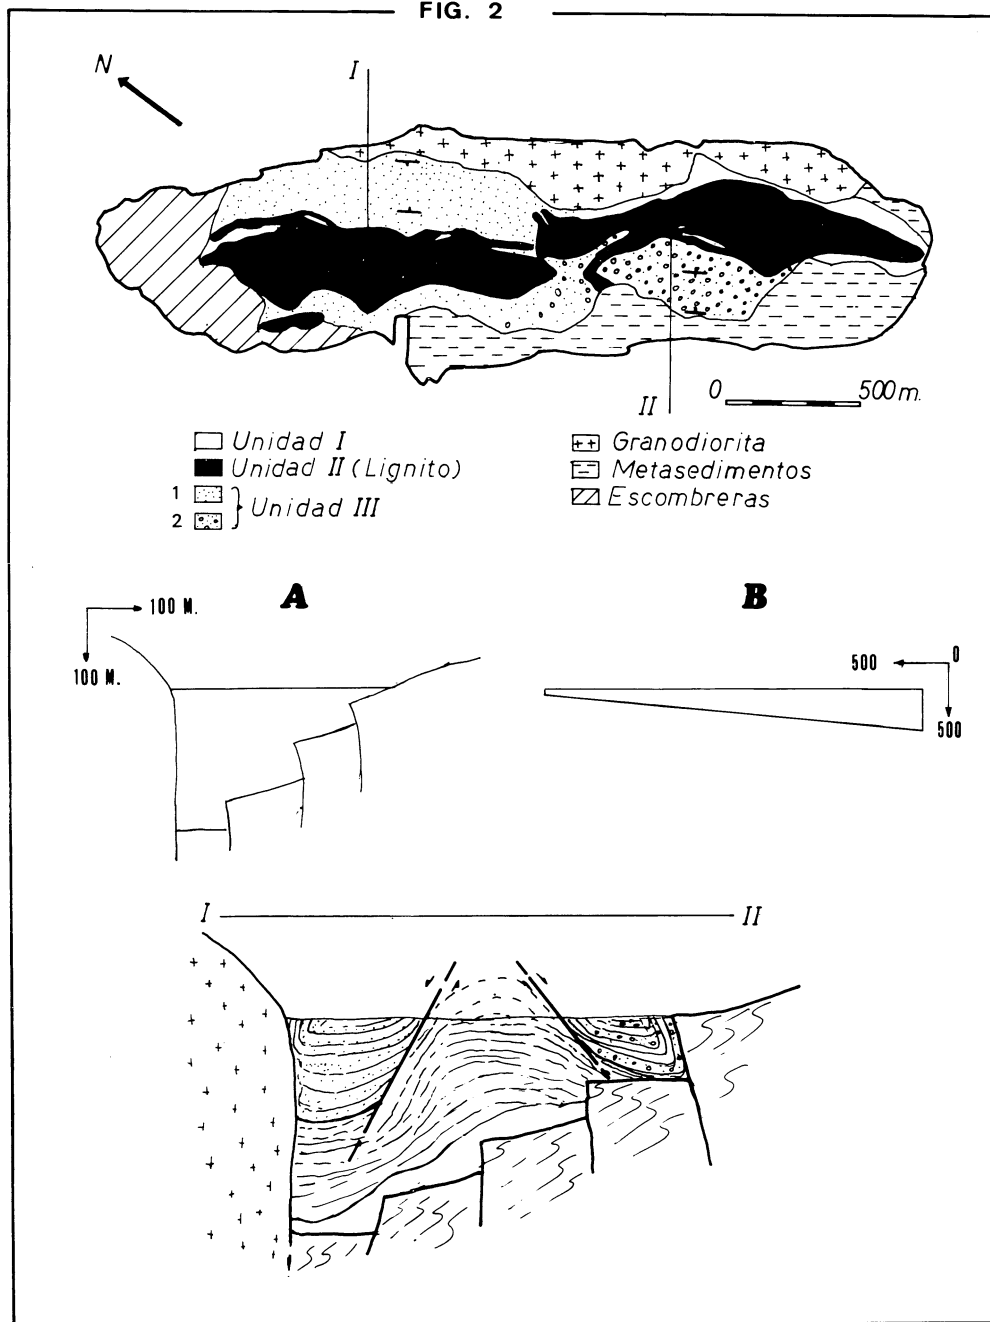 FIG. 2
N
I
II
0 500 m.
Unidad I
Unidad II (Lignito)
1
2
Unidad III
Granodiorita
Metasedimentos
Escombreras
A
B
100 M.
100 M.
500 0
500
I II